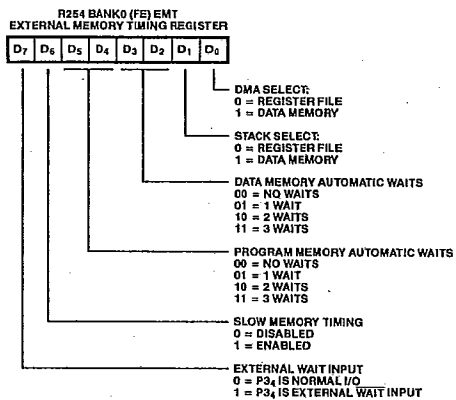 R254 BANK0 (FE) EMT
EXTERNAL MEMORY TIMING REGISTER
D7 D6 D5 D4 D3 D2 D1 D0
DMA SELECT:
0 = REGISTER FILE
1 = DATA MEMORY
STACK SELECT:
0 = REGISTER FILE
1 = DATA MEMORY
DATA MEMORY AUTOMATIC WAITS
00 = NO WAITS
01 = 1 WAIT
10 = 2 WAITS
11 = 3 WAITS
PROGRAM MEMORY AUTOMATIC WAITS
00 = NO WAITS
01 = 1 WAIT
10 = 2 WAITS
11 = 3 WAITS
SLOW MEMORY TIMING
0 = DISABLED
1 = ENABLED
EXTERNAL WAIT INPUT
0 = P34 IS NORMAL I/O
1 = P34 IS EXTERNAL WAIT INPUT